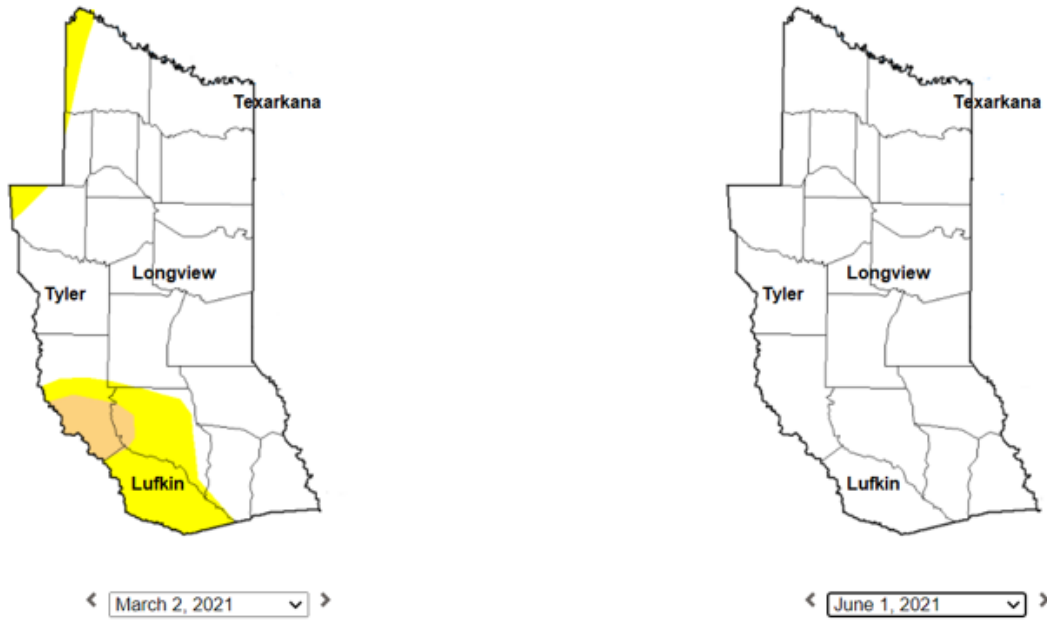 Texarkana
Longview
Tyler
Lufkin
March 2, 2021
Texarkana
Longview
Tyler
Lufkin
June 1, 2021